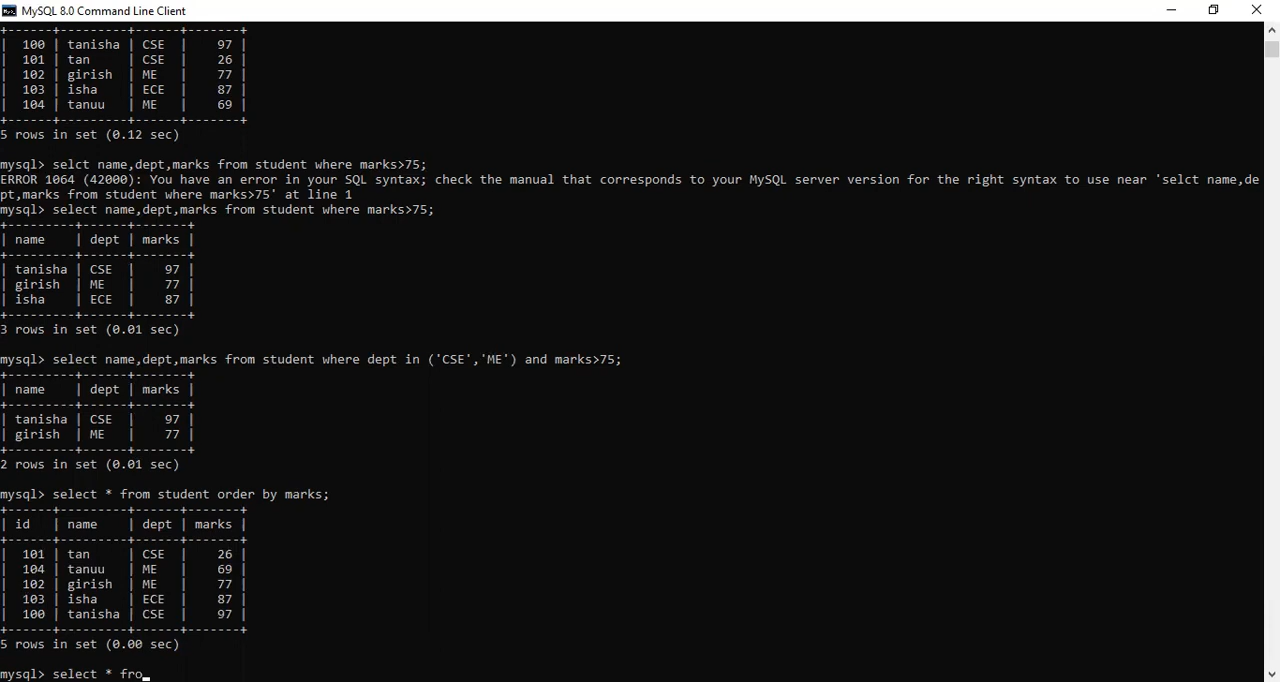 MySQL 8.0 Command Line Client
+------+---------+------+-------+
|  100 | tanisha | CSE  |    97 |
|  101 | tan     | CSE  |    26 |
|  102 | girish  | ME   |    77 |
|  103 | isha    | ECE  |    87 |
|  104 | tanuu   | ME   |    69 |
+------+---------+------+-------+
5 rows in set (0.12 sec)
mysql> selct name,dept,marks from student where marks>75;
ERROR 1064 (42000): You have an error in your SQL syntax; check the manual that corresponds to your MySQL server version for the right syntax to use near 'selct name,de
pt,marks from student where marks>75' at line 1
mysql> select name,dept,marks from student where marks>75;
+---------+------+-------+
| name    | dept | marks |
+---------+------+-------+
| tanisha | CSE  |    97 |
| girish  | ME   |    77 |
| isha    | ECE  |    87 |
+---------+------+-------+
3 rows in set (0.01 sec)
mysql> select name,dept,marks from student where dept in ('CSE','ME') and marks>75;
+---------+------+-------+
| name    | dept | marks |
+---------+------+-------+
| tanisha | CSE  |    97 |
| girish  | ME   |    77 |
+---------+------+-------+
2 rows in set (0.01 sec)
mysql> select * from student order by marks;
+------+---------+------+-------+
| id   | name    | dept | marks |
+------+---------+------+-------+
|  101 | tan     | CSE  |    26 |
|  104 | tanuu   | ME   |    69 |
|  102 | girish  | ME   |    77 |
|  103 | isha    | ECE  |    87 |
|  100 | tanisha | CSE  |    97 |
+------+---------+------+-------+
5 rows in set (0.00 sec)
mysql> select * fro_